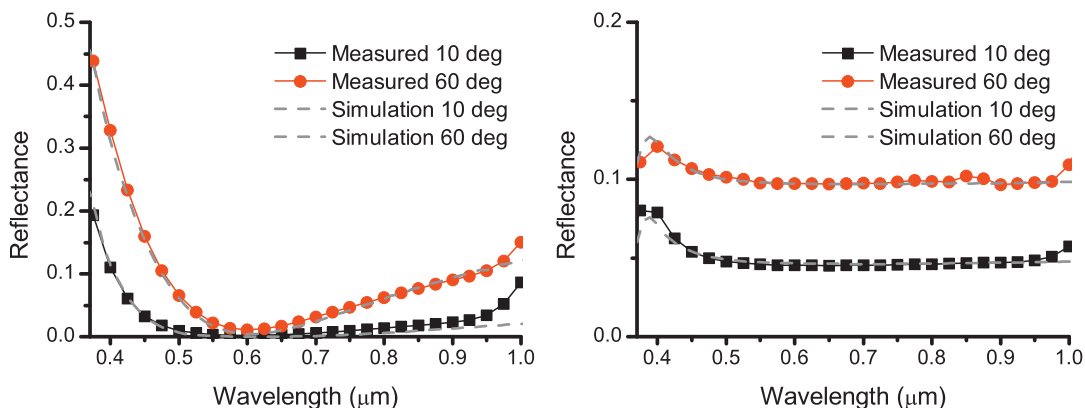 0.5
0.4
0.3
0.2
0.1
0.0
Reflectance
0.4
0.5
0.6
0.7
0.8
0.9
1.0
Wavelength (μm)
Measured 10 deg
Measured 60 deg
Simulation 10 deg
Simulation 60 deg
0.2
0.1
0.0
Reflectance
0.4
0.5
0.6
0.7
0.8
0.9
1.0
Wavelength (μm)
Measured 10 deg
Measured 60 deg
Simulation 10 deg
Simulation 60 deg